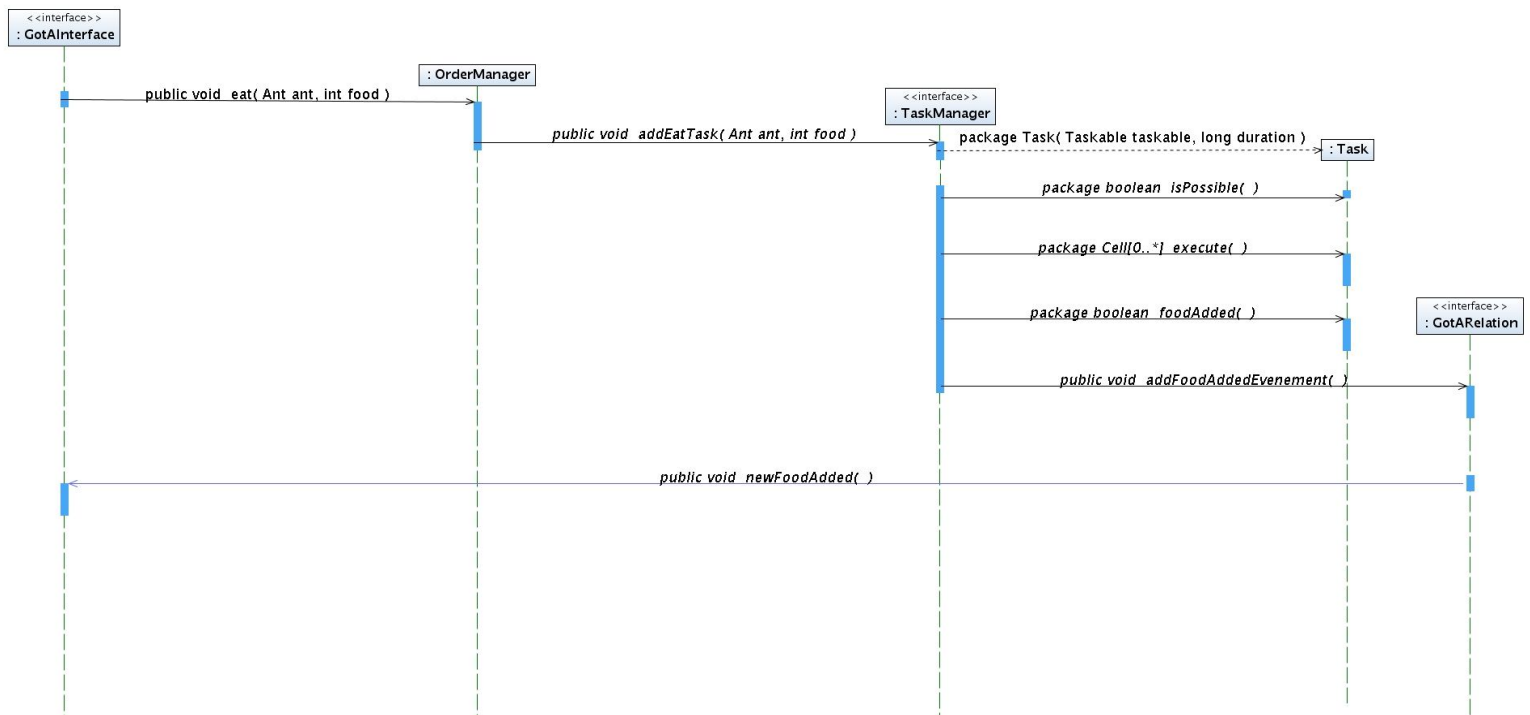 <<interface>>
: GotAInterface
: OrderManager
public void eat( Ant ant, int food )
<<interface>>
: TaskManager
public void addEatTask( Ant ant, int food )
package Task( Taskable taskable, long duration )
: Task
package boolean isPossible( )
package Cell[0..*] execute( )
<<interface>>
: GotARelation
package boolean foodAdded( )
public void addFoodAddedEvenement( )
public void newFoodAdded( )